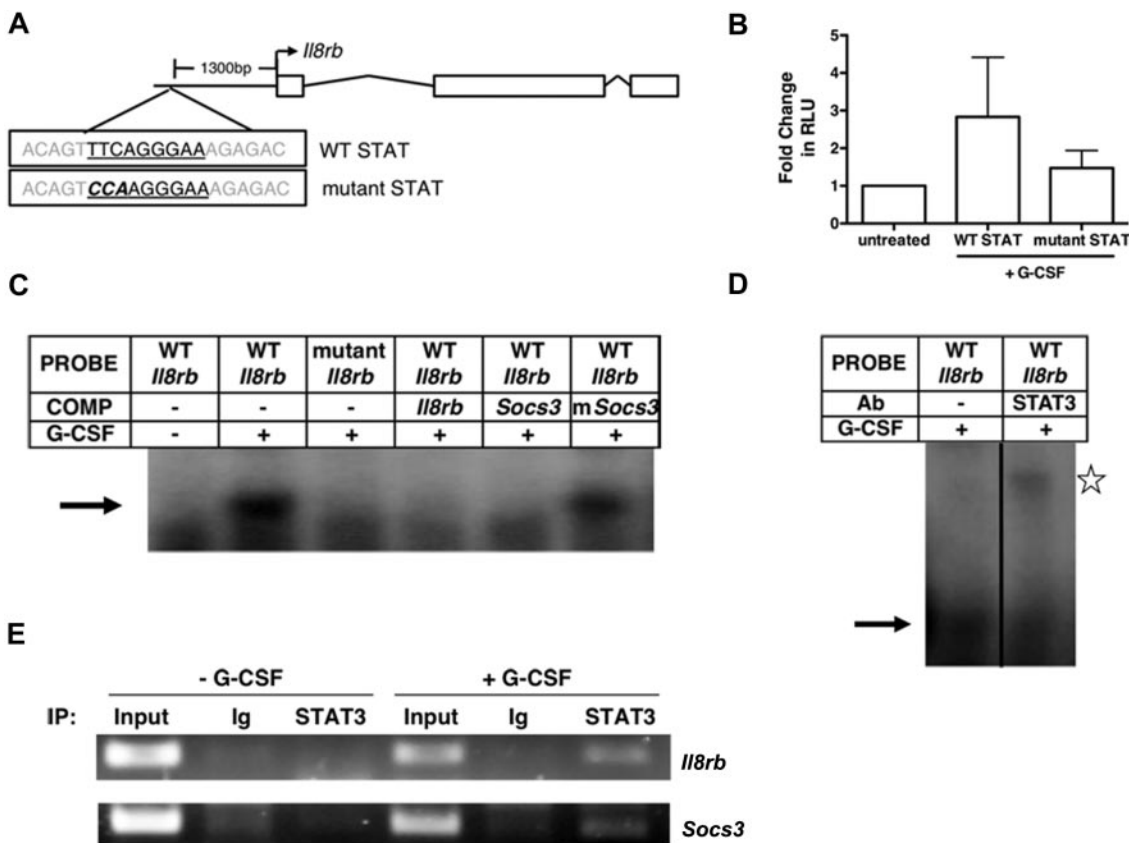 A
Il8rb
1300bp
ACAGTTTCAGGGAAAGAGAC WT STAT
ACAGTCCAAGGGAAAGAGAC mutant STAT
B
Fold Change
in RLU
5
4
3
2
1
0
untreated WT STAT mutant STAT
+ G-CSF
C
PROBE WT Il8rb WT Il8rb mutant Il8rb WT Il8rb WT Il8rb WT Il8rb
COMP - - - Il8rb Socs3 m Socs3
G-CSF - + + + + +
D
PROBE WT Il8rb WT Il8rb
Ab - STAT3
G-CSF + +
E
- G-CSF + G-CSF
IP: Input Ig STAT3 Input Ig STAT3
Il8rb
Socs3